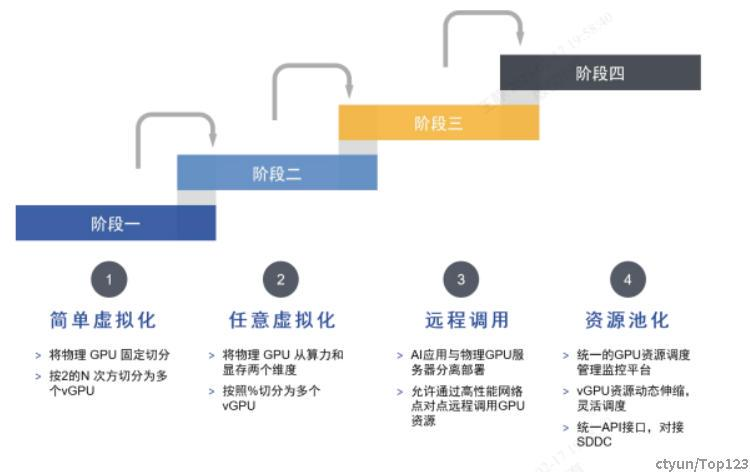 阶段四
阶段三
阶段二
阶段一
1
简单虚拟化
> 将物理 GPU 固定切分
> 按2的N 次方切分为多
个vGPU
2
任意虚拟化
> 将物理 GPU 从算力和
显存两个维度
> 按照%切分为多个
vGPU
3
远程调用
> AI应用与物理GPU服
务器分离部署
> 允许通过高性能网络
点对点远程调用GPU
资源
4
资源池化
> 统一的GPU资源调度
管理监控平台
> vGPU资源动态伸缩，
灵活调度
> 统一API接口，对接
SDDC
ctyun/Top123